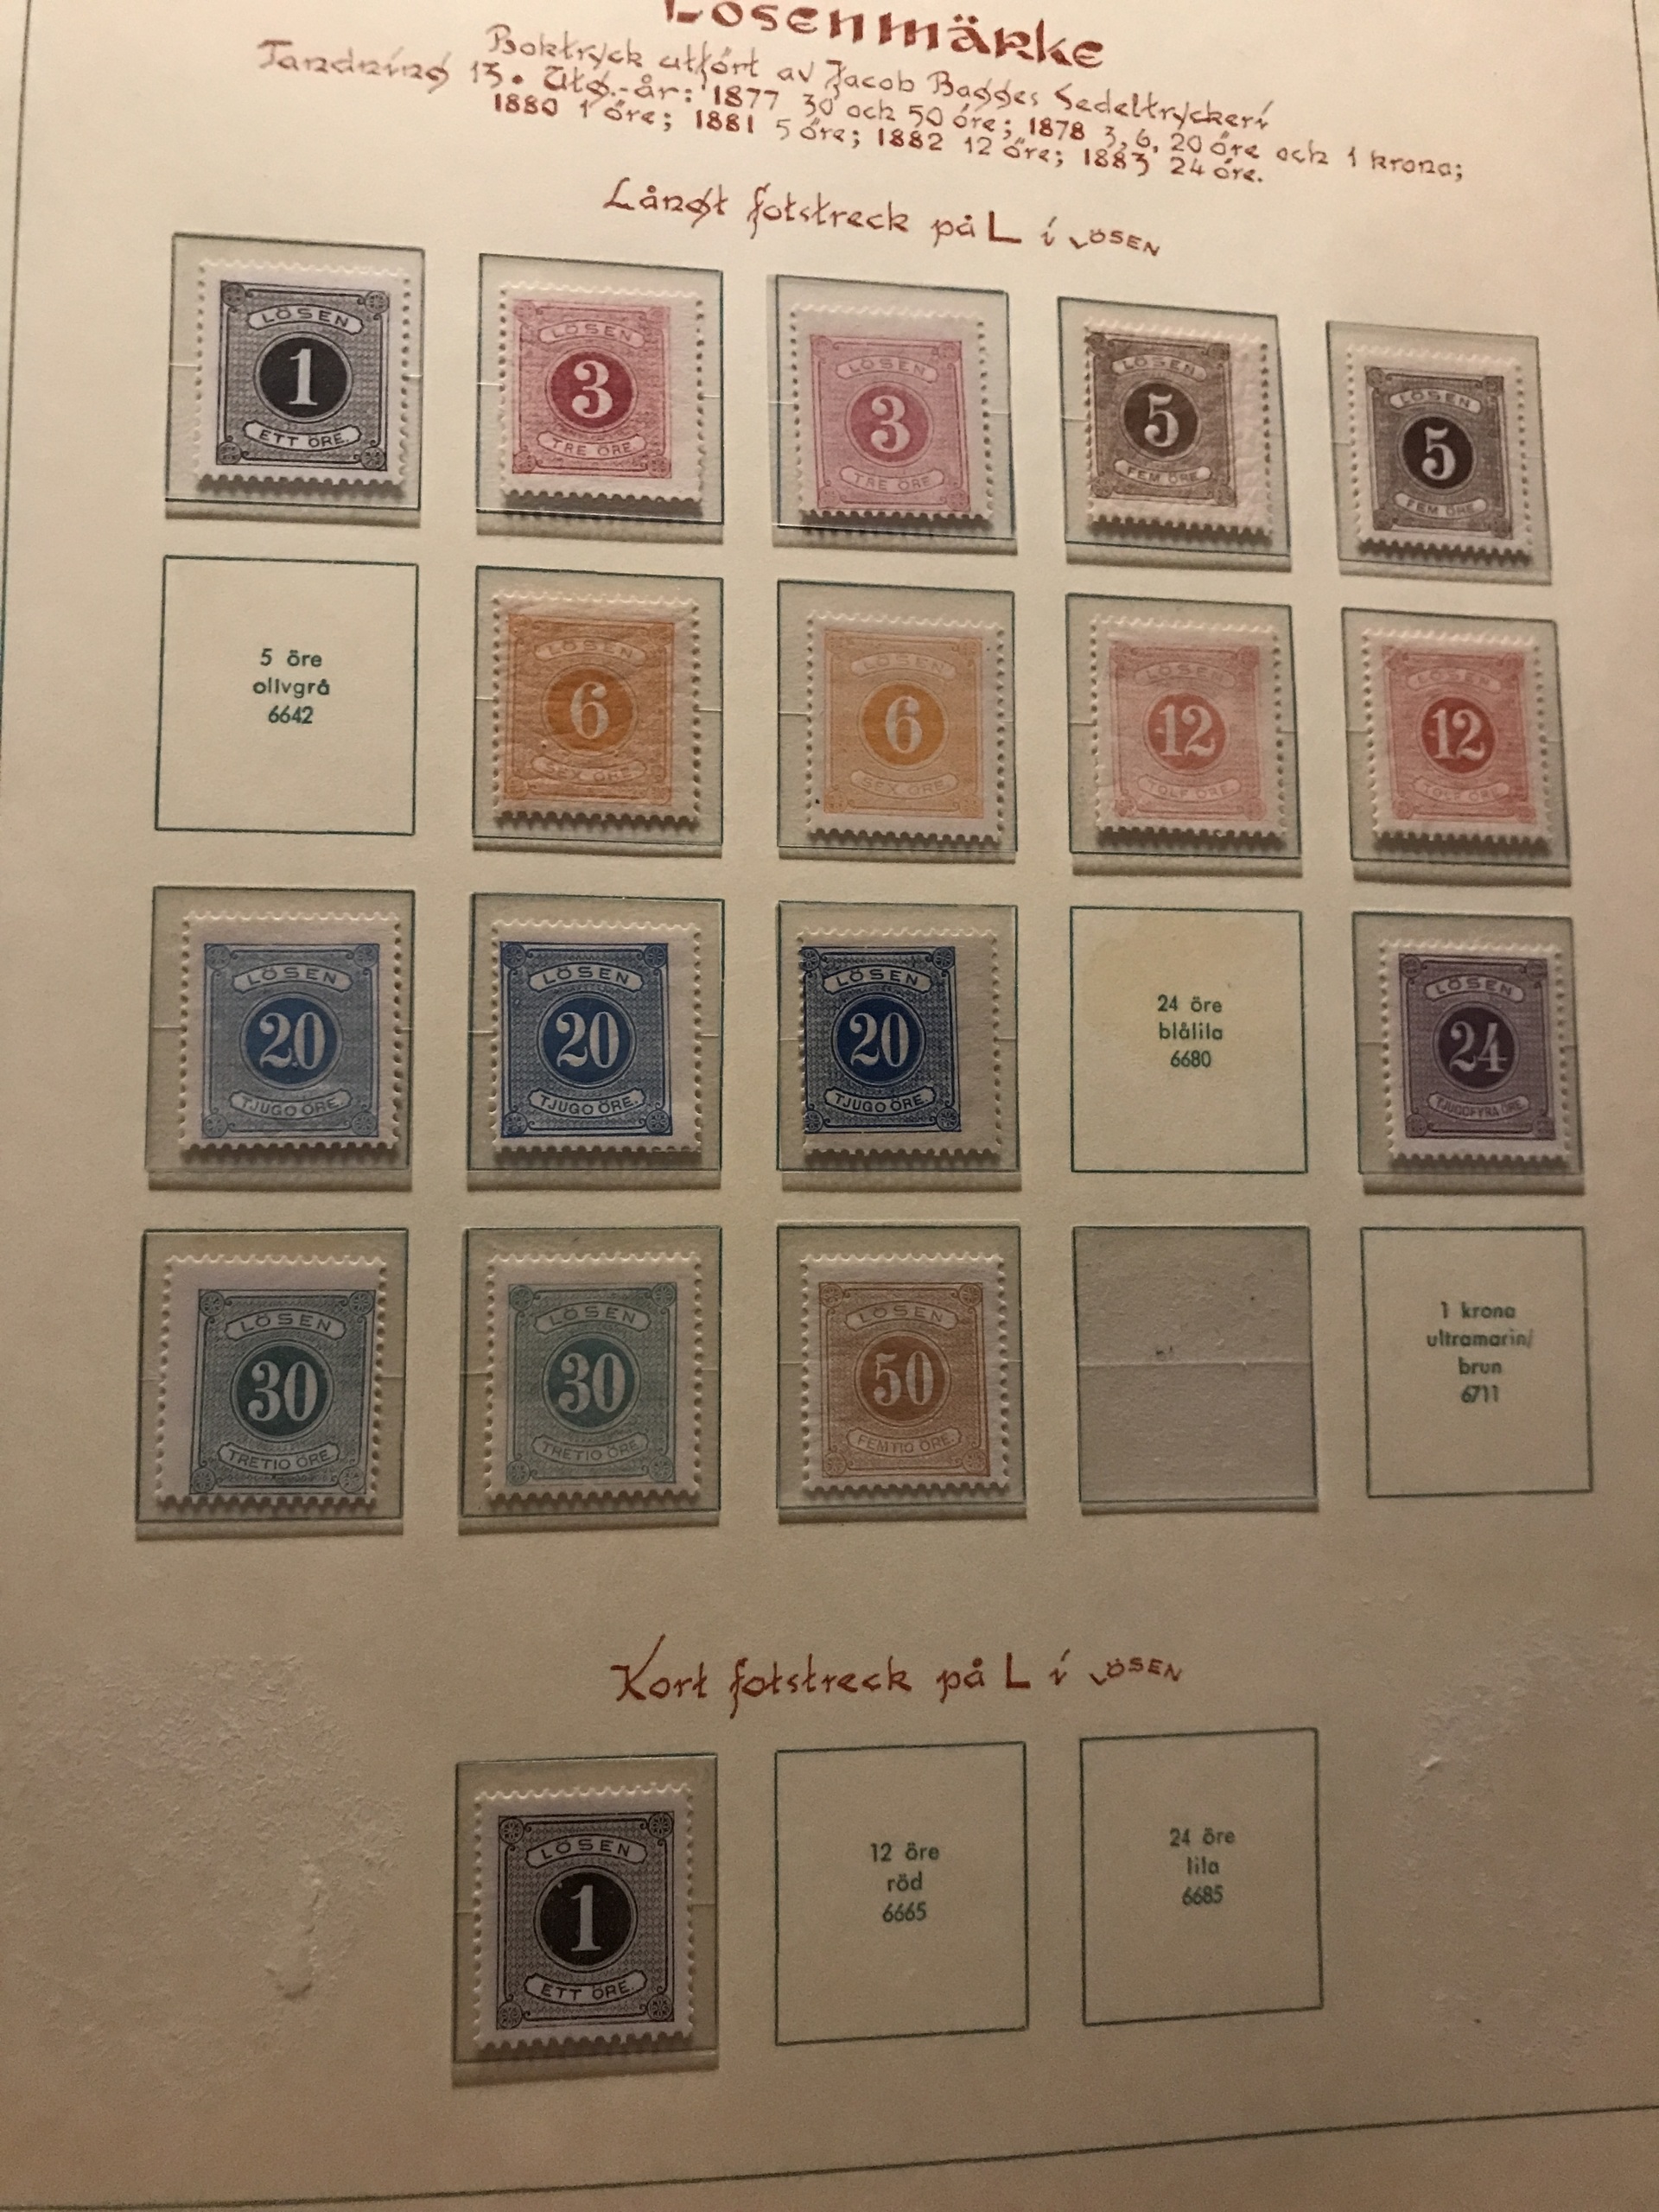 Lösenmärke
Boktryck utfört av Jacob Bagges Sedeltryckeri
Tandning 13. Utg.-år: 1877 30 och 50 öre; 1878 3, 6, 20 öre och 1 krona;
1880 1 öre; 1881 5 öre; 1882 12 öre; 1883 24 öre.
Långt fotstreck på L i LÖSEN
LÖSEN
1
ETT ÖRE.
LÖSEN
3
TRE ÖRE.
LÖSEN
3
TRE ÖRE.
LÖSEN
5
FEM ÖRE.
LÖSEN
5
FEM ÖRE.
5 öre
olivgrå
6642
LÖSEN
6
SEX ÖRE.
LÖSEN
6
SEX ÖRE.
LÖSEN
12
TOLF ÖRE.
LÖSEN
12
TOLF ÖRE.
LÖSEN
20
TJUGO ÖRE.
LÖSEN
20
TJUGO ÖRE.
LÖSEN
20
TJUGO ÖRE.
24 öre
blålila
6680
LÖSEN
24
TJUGOFYRA ÖRE.
LÖSEN
30
TRETIO ÖRE.
LÖSEN
30
TRETIO ÖRE.
LÖSEN
50
FEMTIO ÖRE.
1 krona
ultramarin/
brun
6711
Kort fotstreck på L i LÖSEN
LÖSEN
1
ETT ÖRE.
12 öre
röd
6665
24 öre
lila
6685